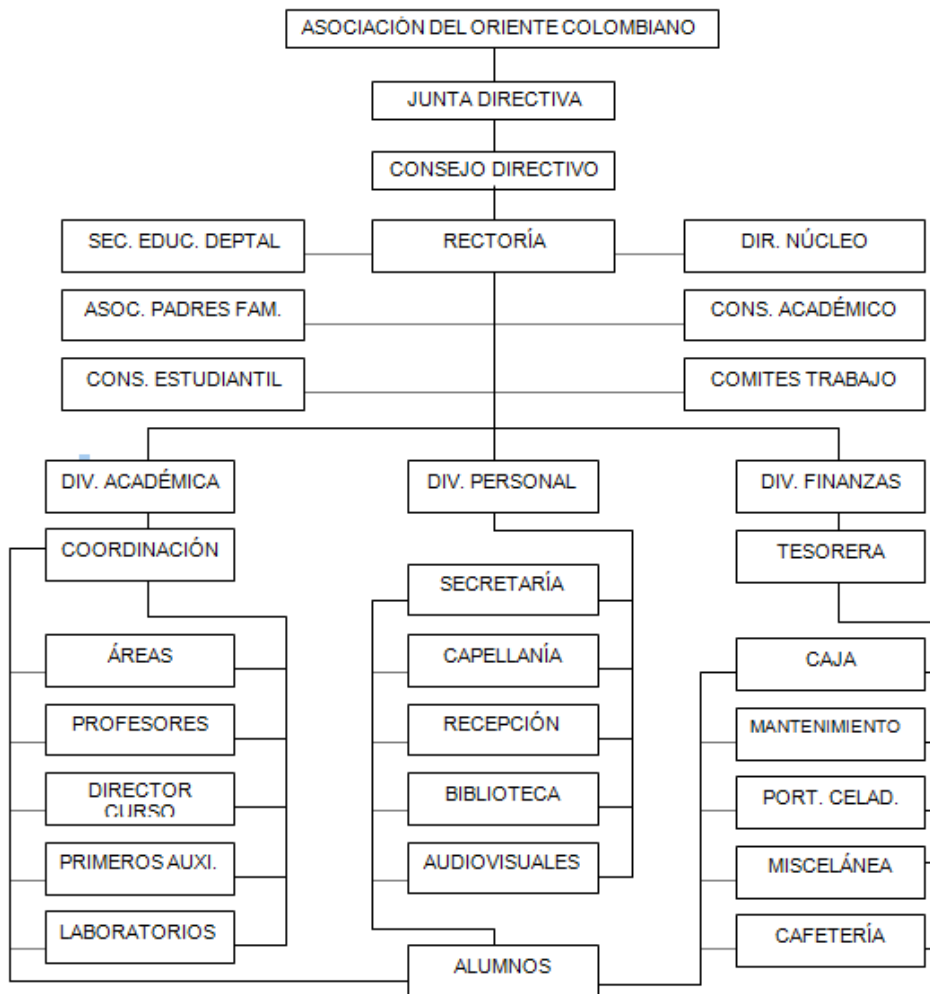 ASOCIACIÓN DEL ORIENTE COLOMBIANO
JUNTA DIRECTIVA
CONSEJO DIRECTIVO
SEC. EDUC. DEPTAL
RECTORÍA
DIR. NÚCLEO
ASOC. PADRES FAM.
CONS. ACADÉMICO
CONS. ESTUDIANTIL
COMITES TRABAJO
DIV. ACADÉMICA
DIV. PERSONAL
DIV. FINANZAS
COORDINACIÓN
TESORERA
SECRETARÍA
ÁREAS
CAPELLANÍA
CAJA
PROFESORES
RECEPCIÓN
MANTENIMIENTO
DIRECTOR
CURSO
BIBLIOTECA
PORT. CELAD.
PRIMEROS AUXI.
AUDIOVISUALES
MISCELÁNEA
LABORATORIOS
CAFETERÍA
ALUMNOS